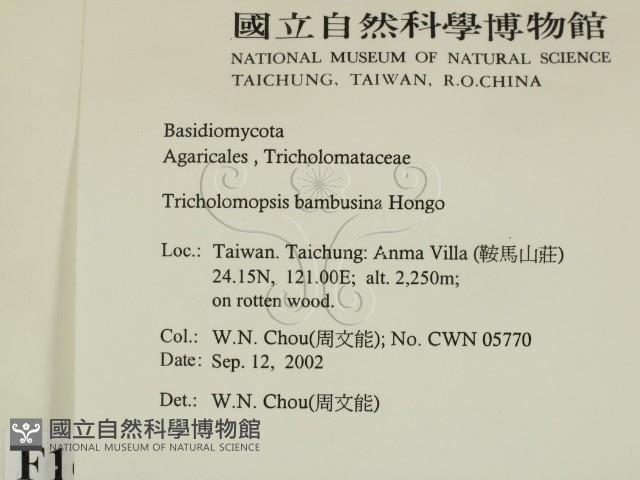 國立自然科學博物館
NATIONAL MUSEUM OF NATURAL SCIENCE
TAICHUNG, TAIWAN, R.O.CHINA
Basidiomycota
Agaricales , Tricholomataceae
Tricholomopsis bambusina Hongo
Loc.: Taiwan. Taichung: Anma Villa (鞍馬山莊)
24.15N, 121.00E; alt. 2,250m;
on rotten wood.
Col.: W.N. Chou(周文能); No. CWN 05770
Date: Sep. 12, 2002
Det.: W.N. Chou(周文能)
國立自然科學博物館
NATIONAL MUSEUM OF NATURAL SCIENCE